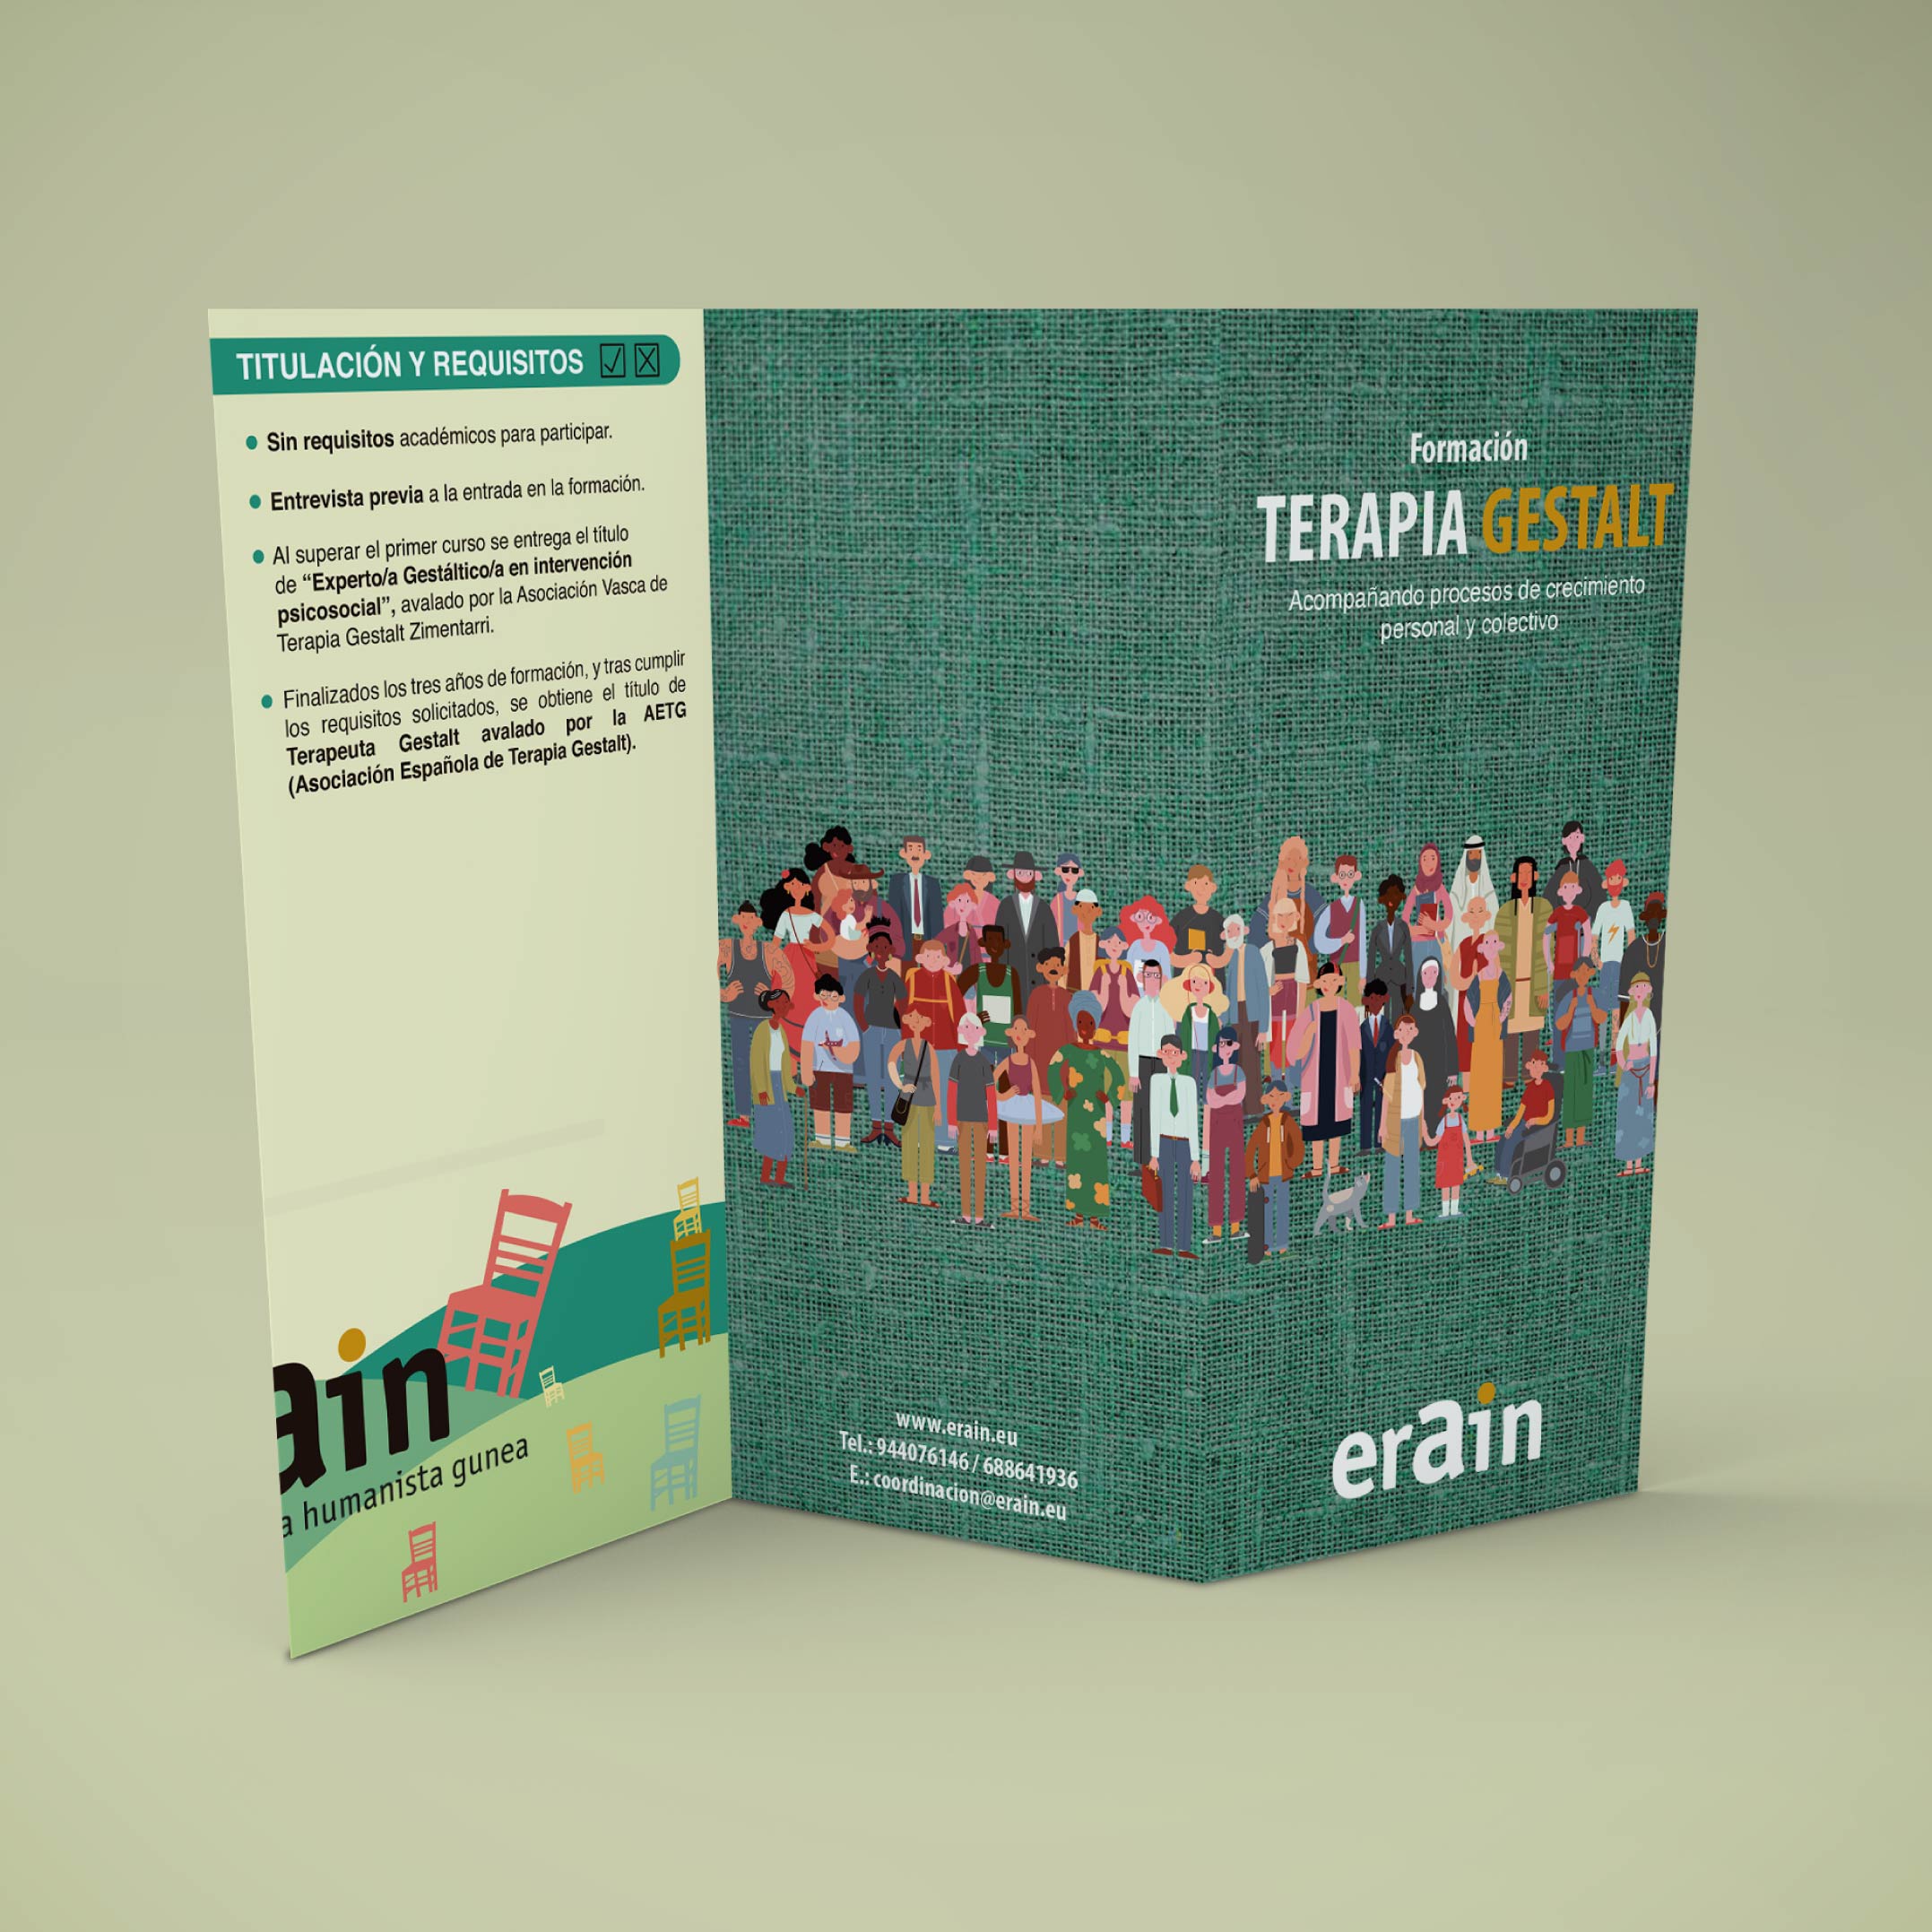 TITULACIÓN Y REQUISITOS
Sin requisitos académicos para participar.
Entrevista previa a la entrada en la formación.
Al superar el primer curso se entrega el título
de “Experto/a Gestáltico/a en intervención
psicosocial”, avalado por la Asociación Vasca de
Terapia Gestalt Zimentarri.
Finalizados los tres años de formación, y tras cumplir
los requisitos solicitados, se obtiene el título de
Terapeuta Gestalt avalado por la AETG
(Asociación Española de Terapia Gestalt).
ain
a humanista gunea
www.erain.eu
Tel.: 944076146 / 688641936
E.: coordinacion@erain.eu
Formación
TERAPIA GESTALT
Acompañando procesos de crecimiento
personal y colectivo
erain